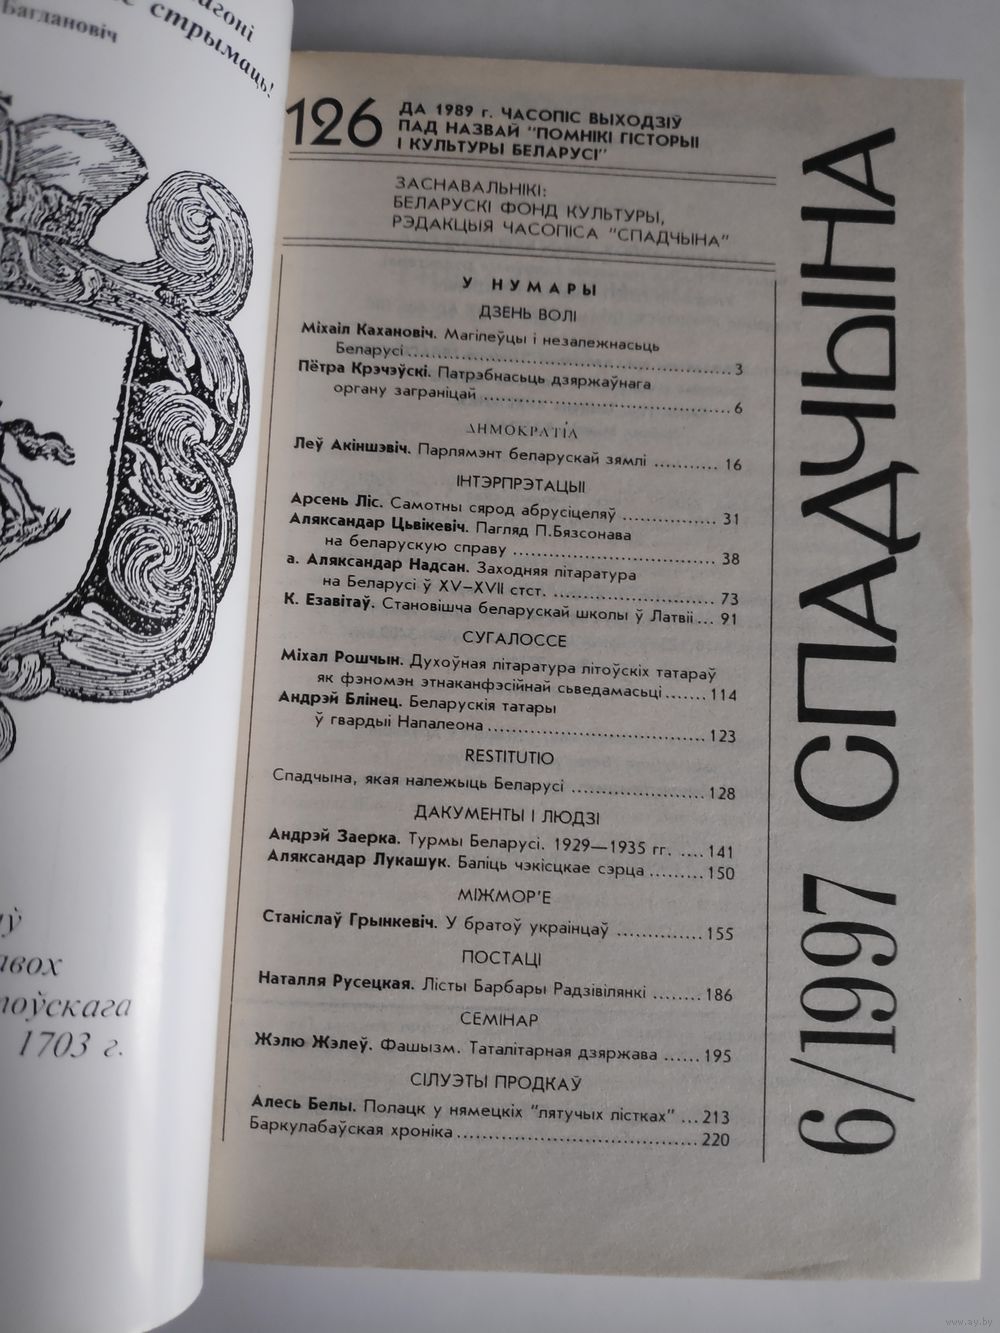 стрымаць!
Багдановіч
126
ДА 1989 г. ЧАСОПІС ВЫХОДЗІЎ
ПАД НАЗВАЙ "ПОМНІКІ ГІСТОРЫІ
І КУЛЬТУРЫ БЕЛАРУСІ"
ЗАСНАВАЛЬНІКІ:
БЕЛАРУСКІ ФОНД КУЛЬТУРЫ,
РЭДАКЦЫЯ ЧАСОПІСА "СПАДЧЫНА"
У НУМАРЫ
ДЗЕНЬ ВОЛІ
Міхаіл Кахановіч. Магілеўцы і незалежнасьць
Беларусі ... 3
Пётра Крэчэўскі. Патрэбнасьць дзяржаўнага
органу заграніцай ... 6
ΔΗΜΟΚΡΑΤΙΑ
Леў Акіншэвіч. Парлямэнт беларускай зямлі ... 16
ІНТЭРПРЭТАЦЫІ
Арсень Ліс. Самотны сярод абрусіцеляў ... 31
Аляксандар Цьвікевіч. Пагляд П.Бязсонава
на беларускую справу ... 38
а. Аляксандар Надсан. Заходняя літаратура
на Беларусі ў XV–XVII стст. ... 73
К. Езавітаў. Становішча беларускай школы ў Латвіі ... 91
СУГАЛОССЕ
Міхал Рошчын. Духоўная літаратура літоўскіх татараў
як фэномэн этнаканфэсійнай сьведамасьці ... 114
Андрэй Блінец. Беларускія татары
ў гвардыі Напалеона ... 123
RESTITUTIO
Спадчына, якая належыць Беларусі ... 128
ДАКУМЕНТЫ І ЛЮДЗІ
Андрэй Заерка. Турмы Беларусі. 1929—1935 гг. ... 141
Аляксандар Лукашук. Баліць чэкісцкае сэрца ... 150
МІЖМОР'Е
Станіслаў Грынкевіч. У братоў украінцаў ... 155
ПОСТАЦІ
Наталля Русецкая. Лісты Барбары Радзівілянкі ... 186
СЕМІНАР
Жэлю Жэлеў. Фашызм. Таталітарная дзяржава ... 195
СІЛУЭТЫ ПРОДКАЎ
Алесь Белы. Полацк у нямецкіх "лятучых лістках" ... 213
Баркулабаўская хроніка ... 220
6/1997 СПАДЧЫНА
1703 г.
www.ay.by